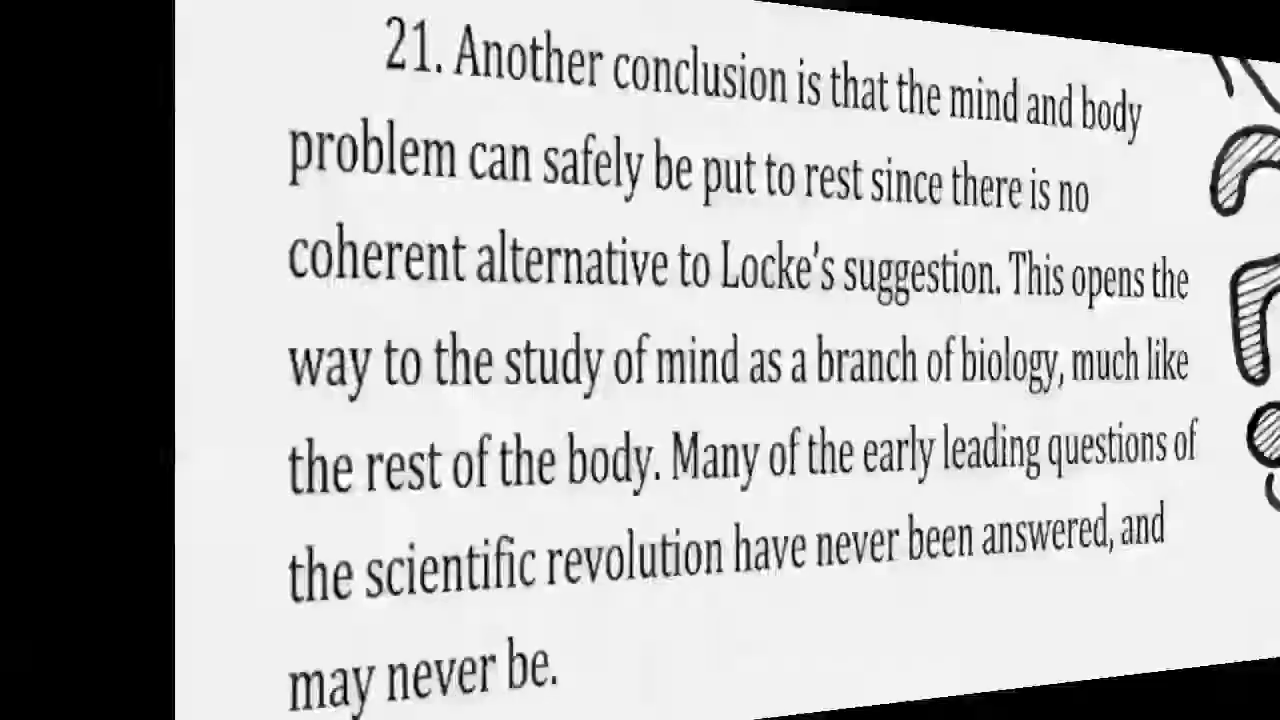 21. Another conclusion is that the mind and body
problem can safely be put to rest since there is no
coherent alternative to Locke's suggestion. This opens the
way to the study of mind as a branch of biology, much like
the rest of the body. Many of the early leading questions of
the scientific revolution have never been answered, and
may never be.